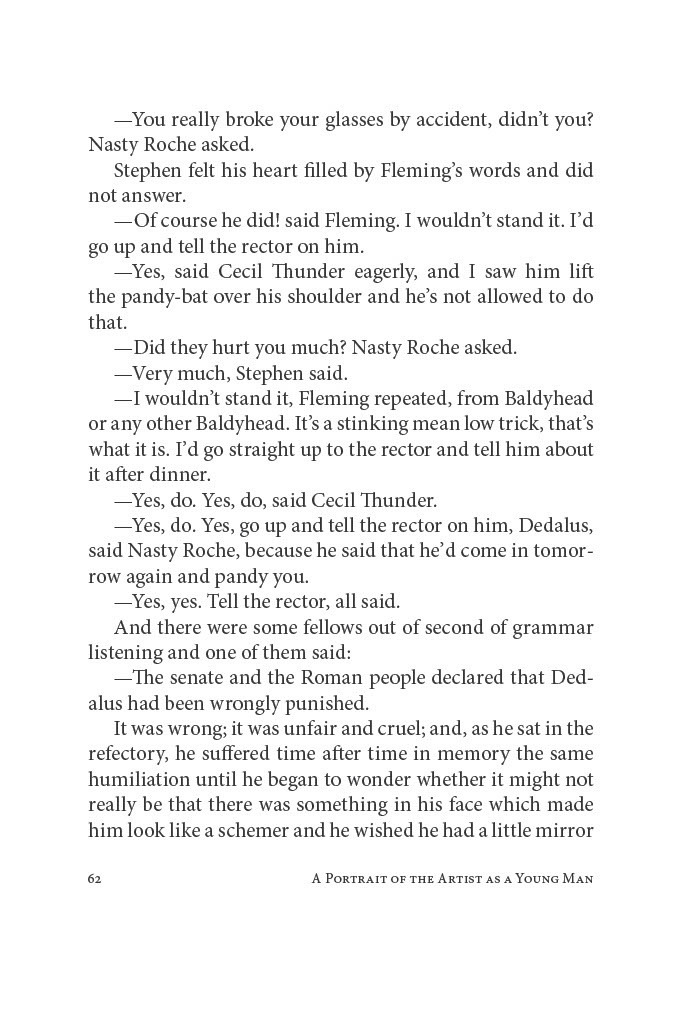 —You really broke your glasses by accident, didn’t you?
Nasty Roche asked.
Stephen felt his heart filled by Fleming’s words and did
not answer.
—Of course he did! said Fleming. I wouldn’t stand it. I’d
go up and tell the rector on him.
—Yes, said Cecil Thunder eagerly, and I saw him lift
the pandy-bat over his shoulder and he’s not allowed to do
that.
—Did they hurt you much? Nasty Roche asked.
—Very much, Stephen said.
—I wouldn’t stand it, Fleming repeated, from Baldyhead
or any other Baldyhead. It’s a stinking mean low trick, that’s
what it is. I’d go straight up to the rector and tell him about
it after dinner.
—Yes, do. Yes, do, said Cecil Thunder.
—Yes, do. Yes, go up and tell the rector on him, Dedalus,
said Nasty Roche, because he said that he’d come in tomor-
row again and pandy you.
—Yes, yes. Tell the rector, all said.
And there were some fellows out of second of grammar
listening and one of them said:
—The senate and the Roman people declared that Ded-
alus had been wrongly punished.
It was wrong; it was unfair and cruel; and, as he sat in the
refectory, he suffered time after time in memory the same
humiliation until he began to wonder whether it might not
really be that there was something in his face which made
him look like a schemer and he wished he had a little mirror
62 A Portrait of the Artist as a Young Man